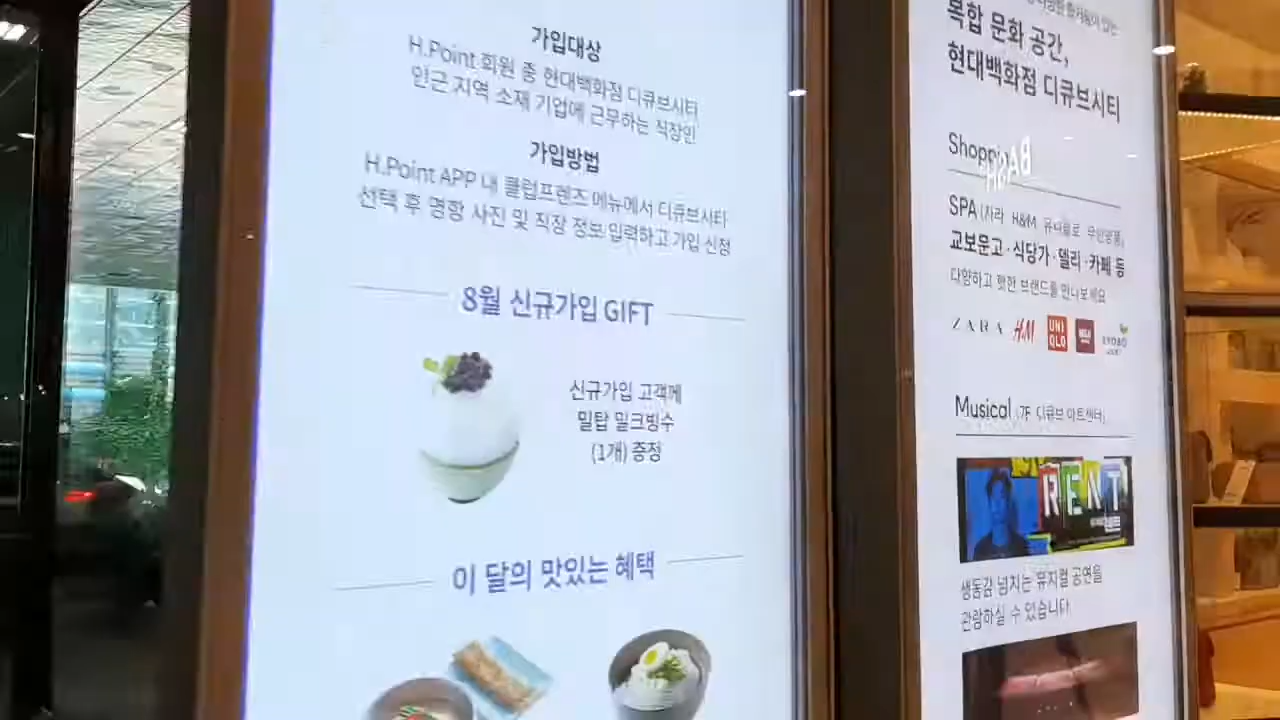 가입대상
H.Point 회원 중 현대백화점 디큐브시티
인근 지역 소재 기업에 근무하는 직장인
가입방법
H.Point APP 내 클럽프렌즈 메뉴에서 디큐브시티
선택 후 명함 사진 및 직장 정보 입력하고 가입 신청
8월 신규가입 GIFT
신규가입 고객께
밀탑 밀크빙수
(1개) 증정
이 달의 맛있는 혜택
복합 문화 공간,
현대백화점 디큐브시티
Shopping
SPA (자라 H&M 유니클로 무인양품),
교보문고·식당가·델리·카페 등
다양하고 핫한 브랜드를 만나보세요
ZARA H&M UNI QLO
Musical (7F 디큐브 아트센터)
RENT
생동감 넘치는 뮤지컬 공연을
관람하실 수 있습니다